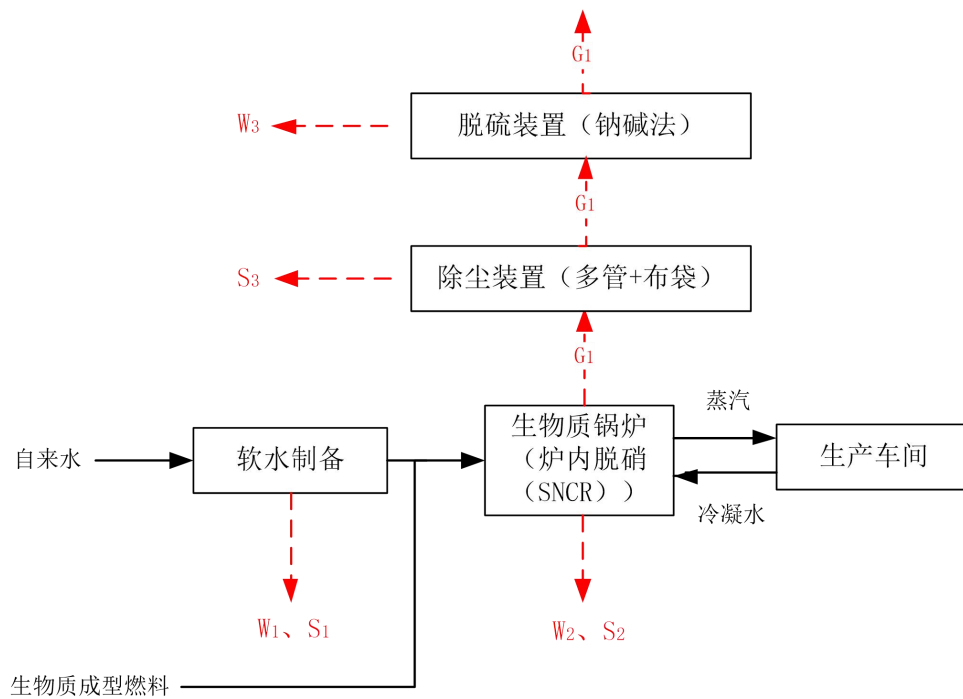 G1
W3
脱硫装置（钠碱法）
G1
S3
除尘装置（多管+布袋）
G1
自来水
软水制备
生物质锅炉
（炉内脱硝
（SNCR））
蒸汽
冷凝水
生产车间
W1、S1
W2、S2
生物质成型燃料